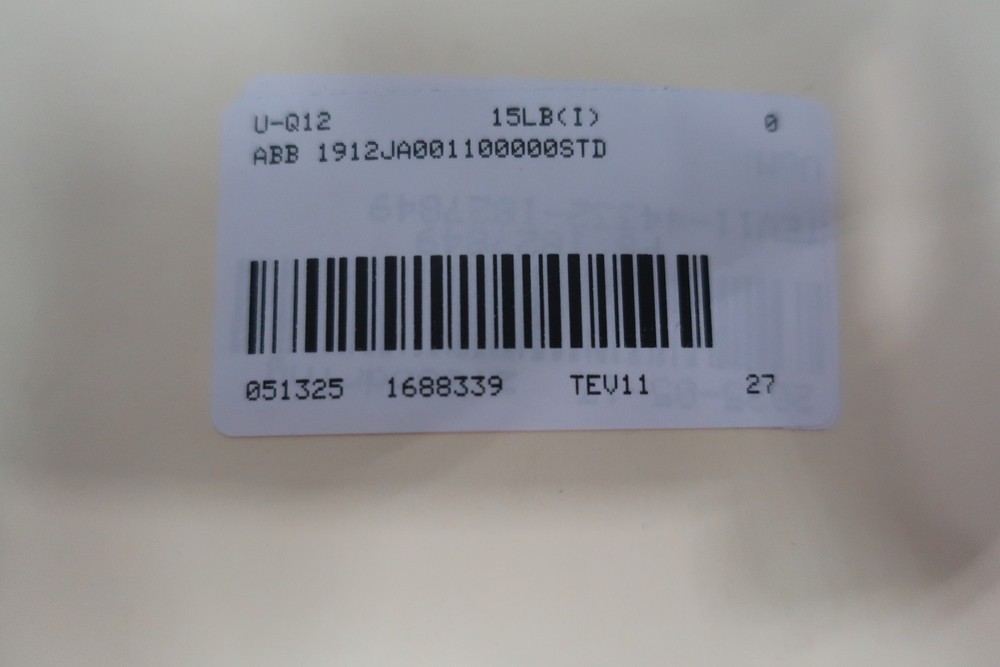 U-Q12 15LB(I) 0
ABB 1912JA001100000STD
051325 1688339 TEV11 27